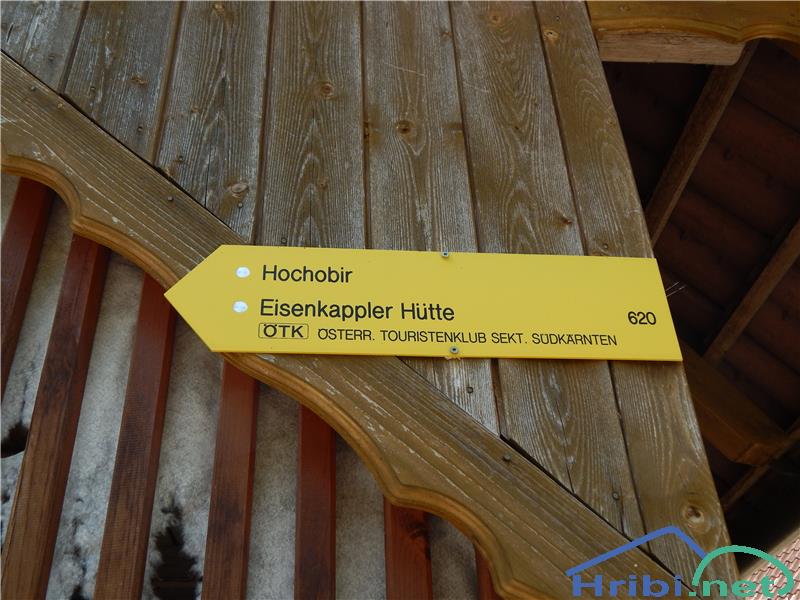 Hochobir
Eisenkappler Hütte
620
ÖTK ÖSTERR. TOURISTENKLUB SEKT. SÜDKÄRNTEN
Hribi.net